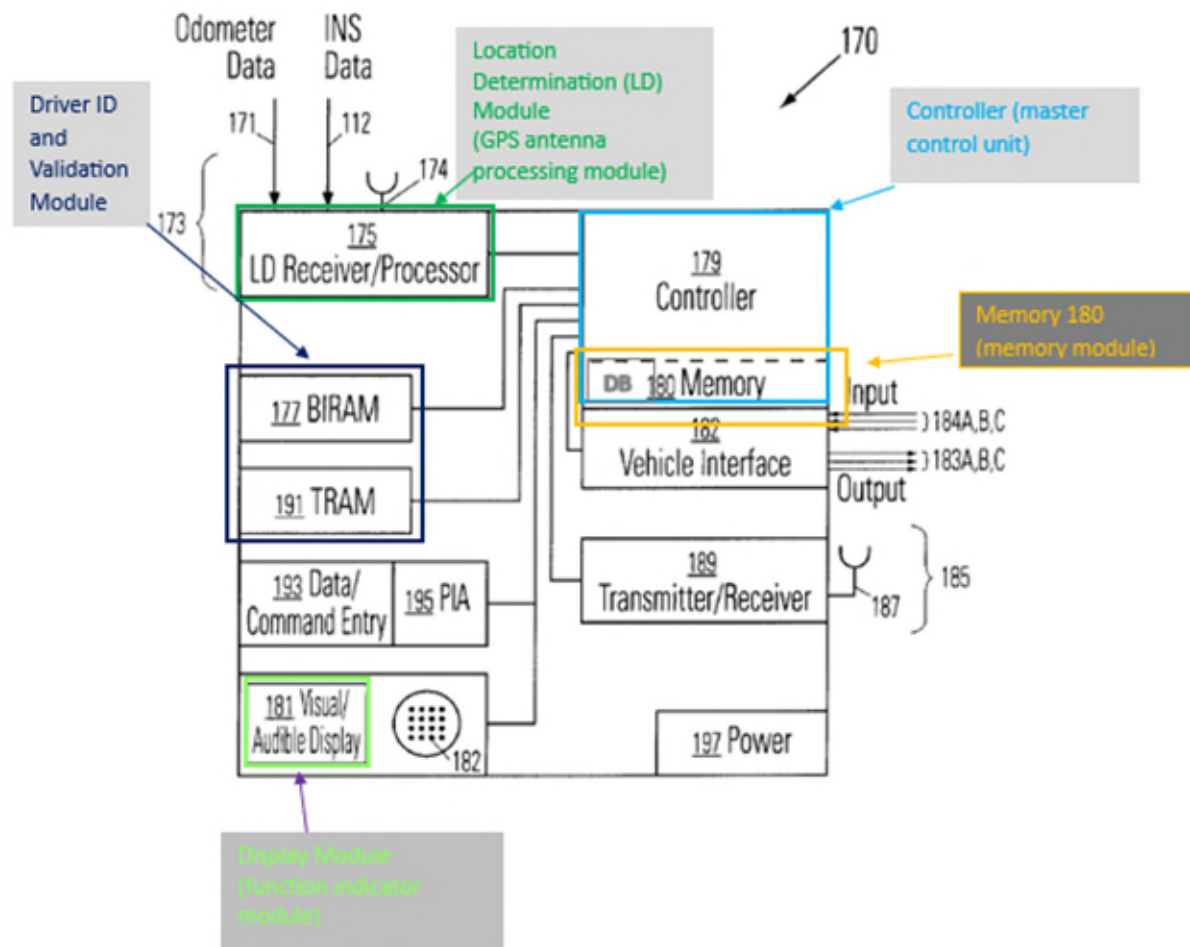 Odometer
Data
INS
Data
Location
Determination (LD)
Module
(GPS antenna
processing module)
170
Controller (master
control unit)
Driver ID
and
Validation
Module
171
112
174
173
175
LD Receiver/Processor
179
Controller
Memory 180
(memory module)
DB
180 Memory
Input
184A,B,C
182
Vehicle Interface
183A,B,C
Output
177 BIRAM
191 TRAM
189
Transmitter/Receiver
185
187
193 Data/
Command Entry
195 PIA
181 Visual/
Audible Display
182
197 Power
Display Module
(function indicator
module)